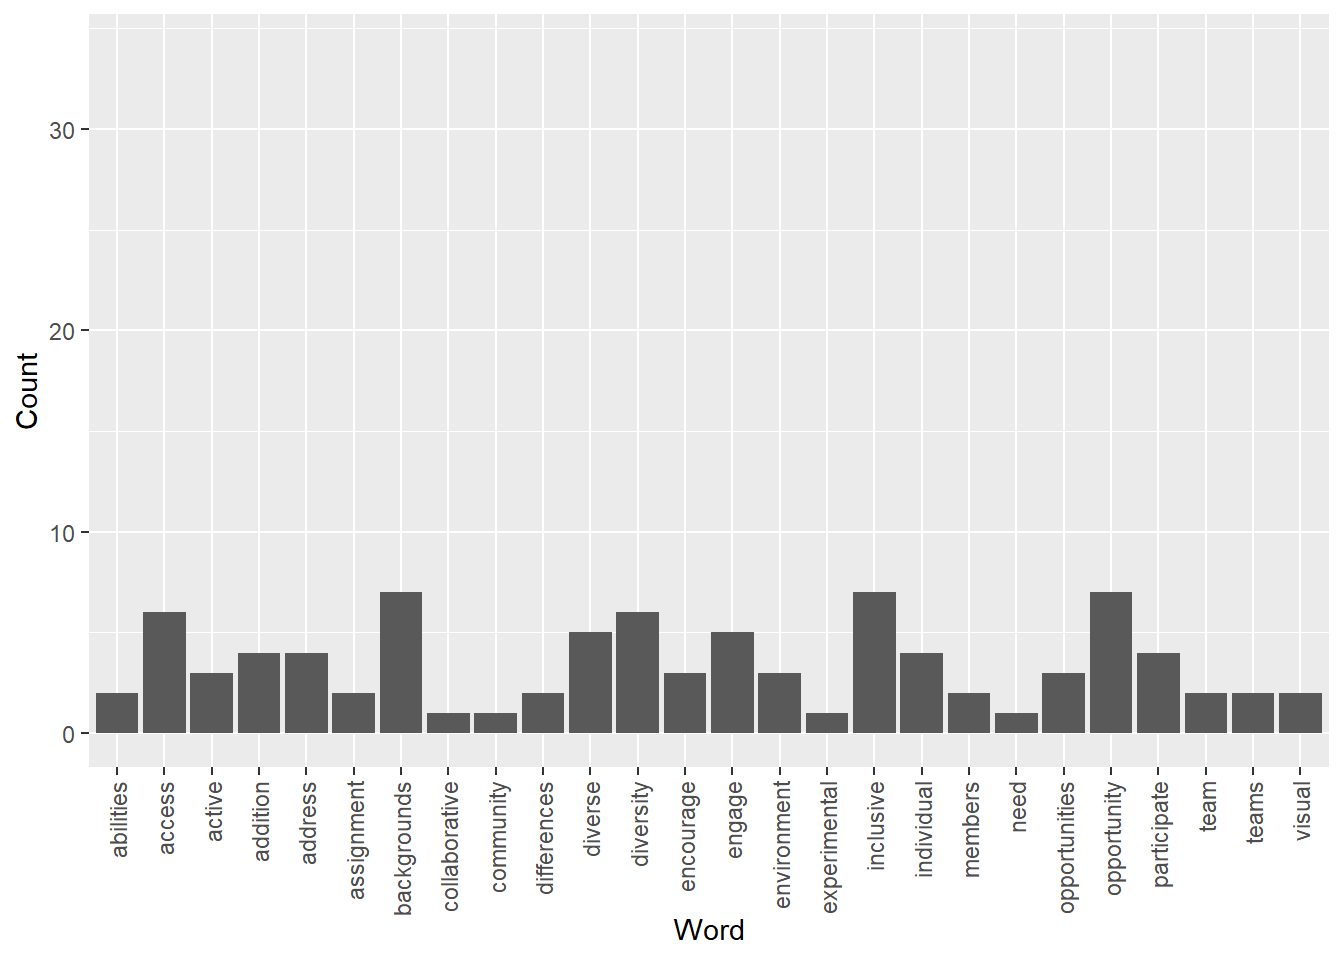 30
20
10
0
Count
abilities
access
active
addition
address
assignment
backgrounds
collaborative
community
differences
diverse
diversity
encourage
engage
environment
experimental
inclusive
individual
members
need
opportunities
opportunity
participate
team
teams
visual
Word